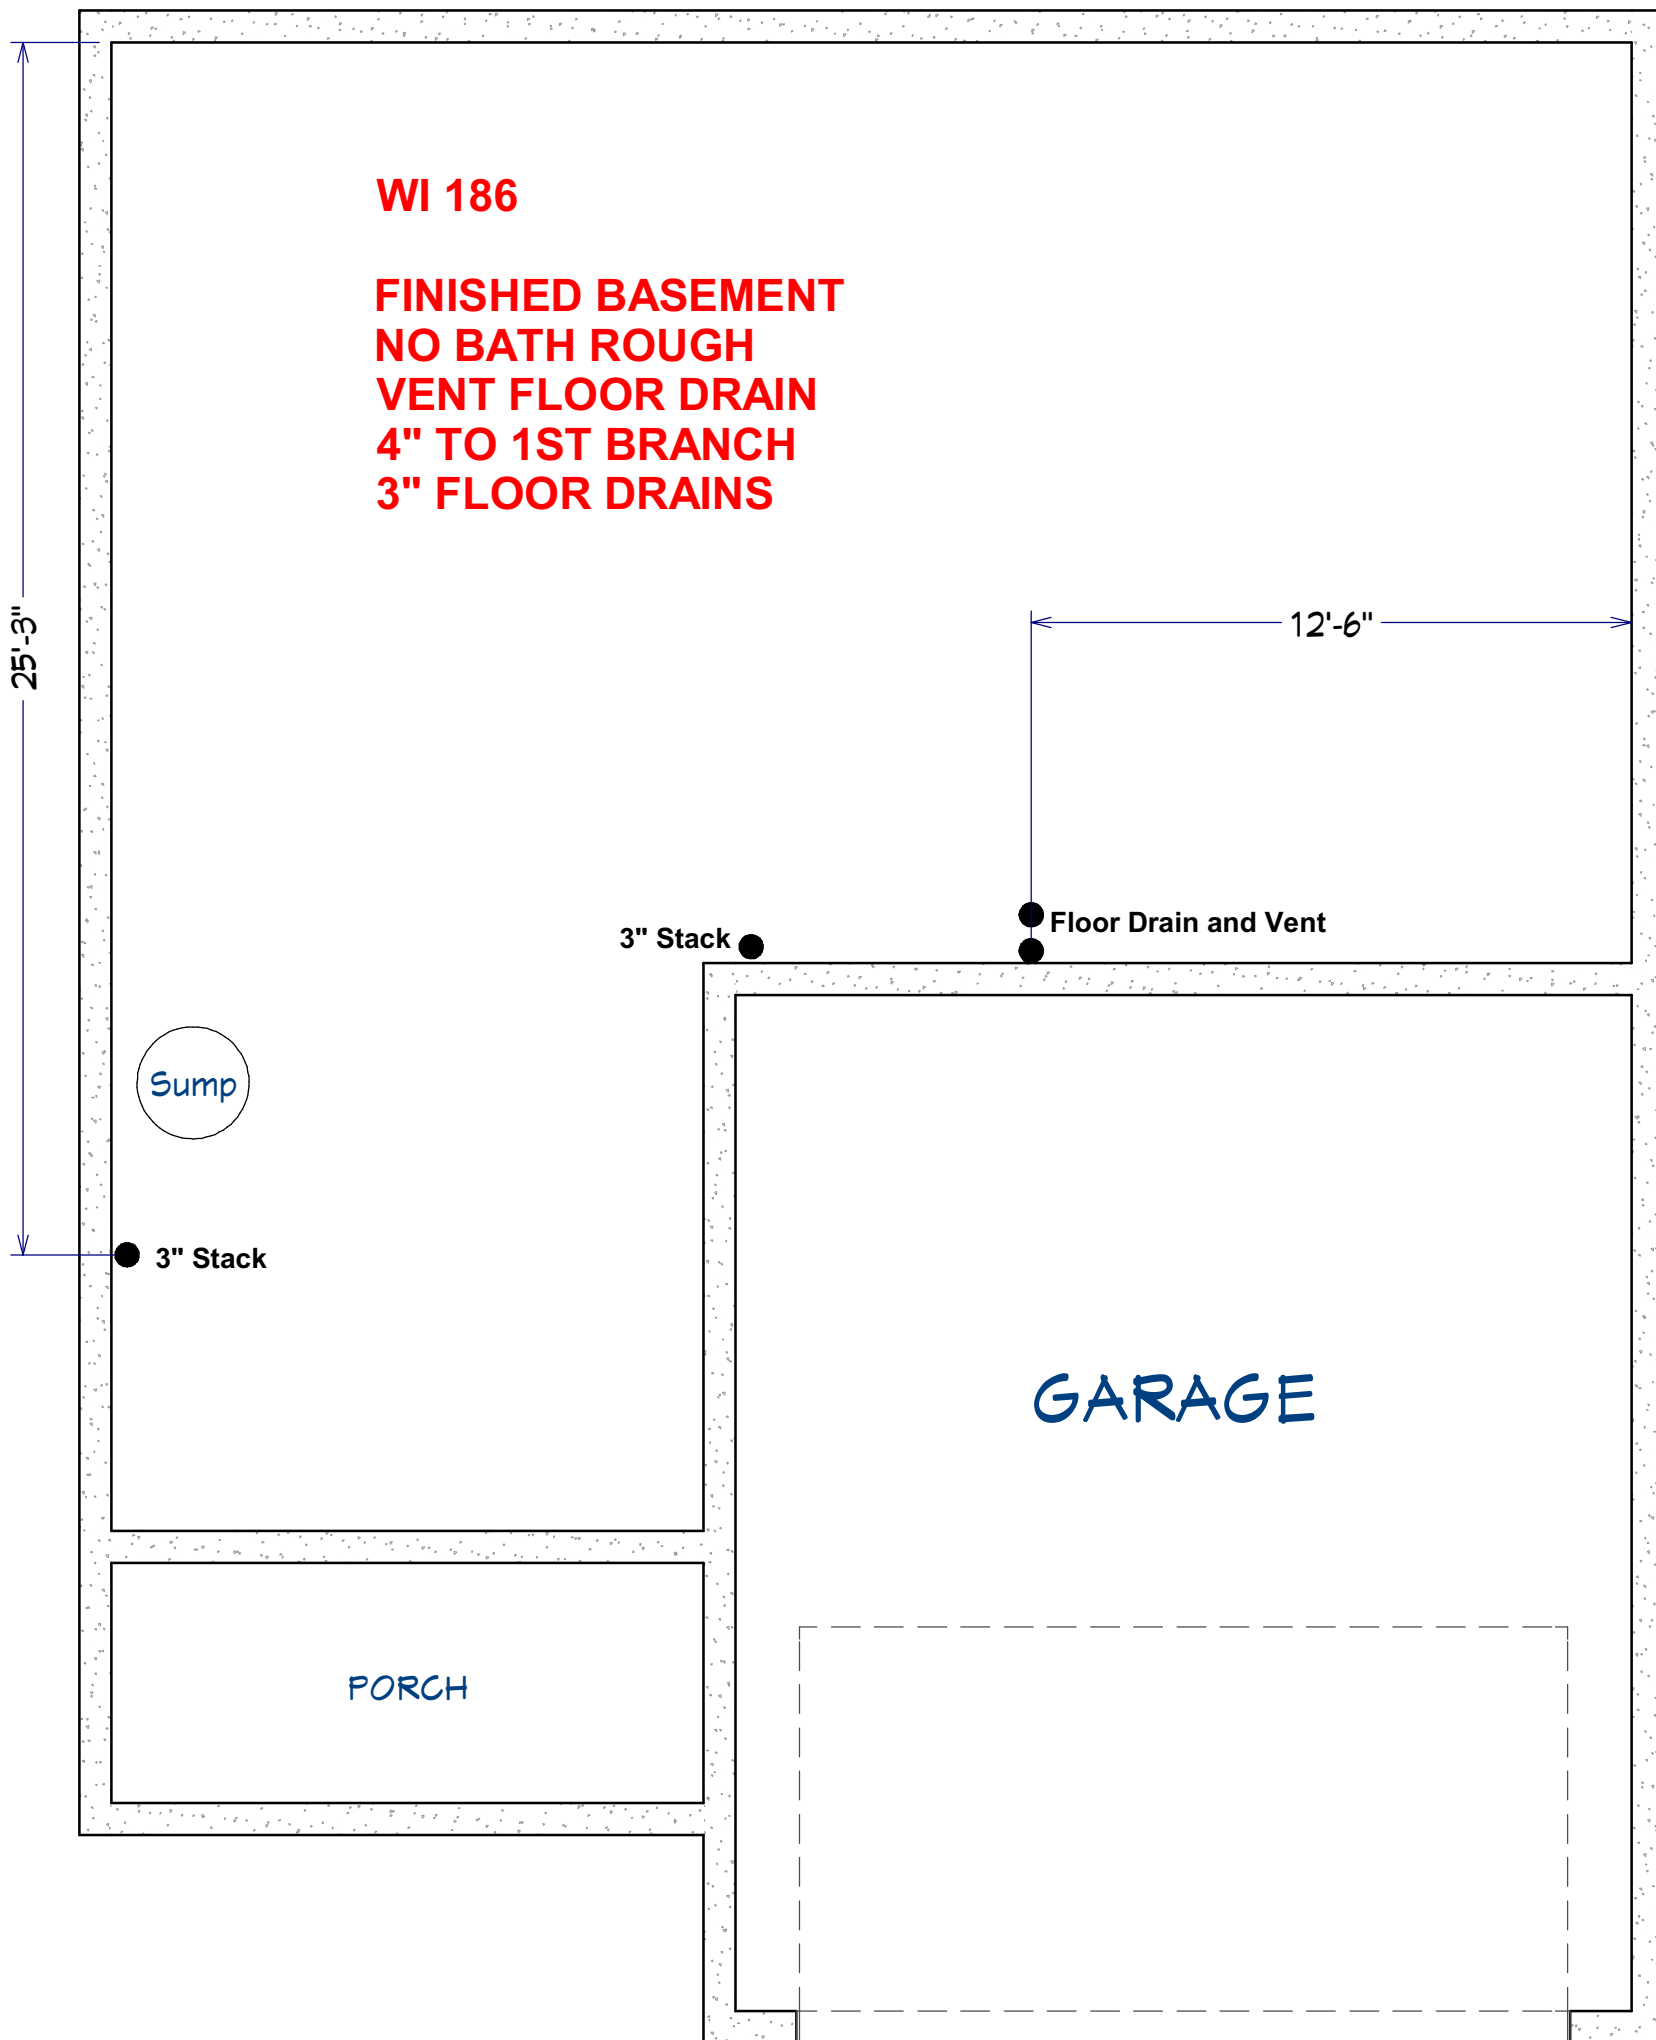 WI 186
FINISHED BASEMENT
NO BATH ROUGH
VENT FLOOR DRAIN
4" TO 1ST BRANCH
3" FLOOR DRAINS
25'-3"
12'-6"
3" Stack
Floor Drain and Vent
Sump
3" Stack
GARAGE
PORCH